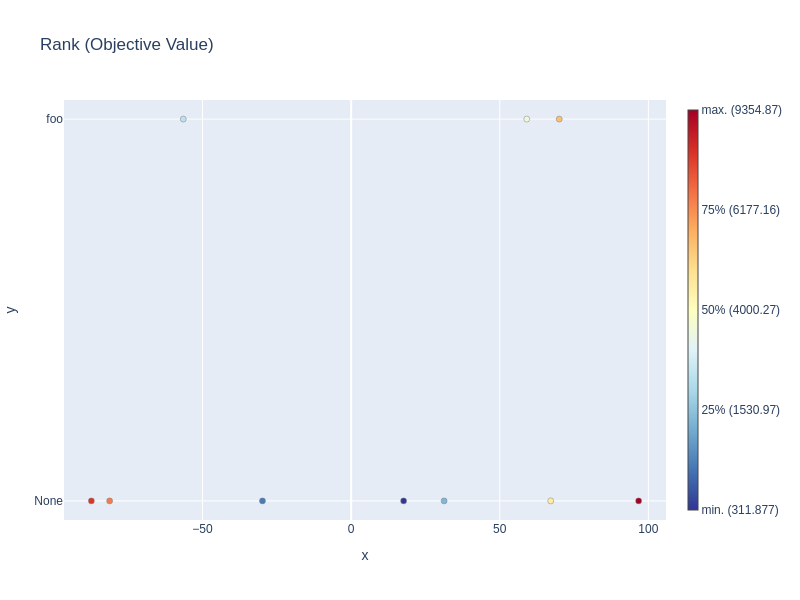 Rank (Objective Value)
foo
None
y
−50
0
50
100
x
max. (9354.87)
75% (6177.16)
50% (4000.27)
25% (1530.97)
min. (311.877)